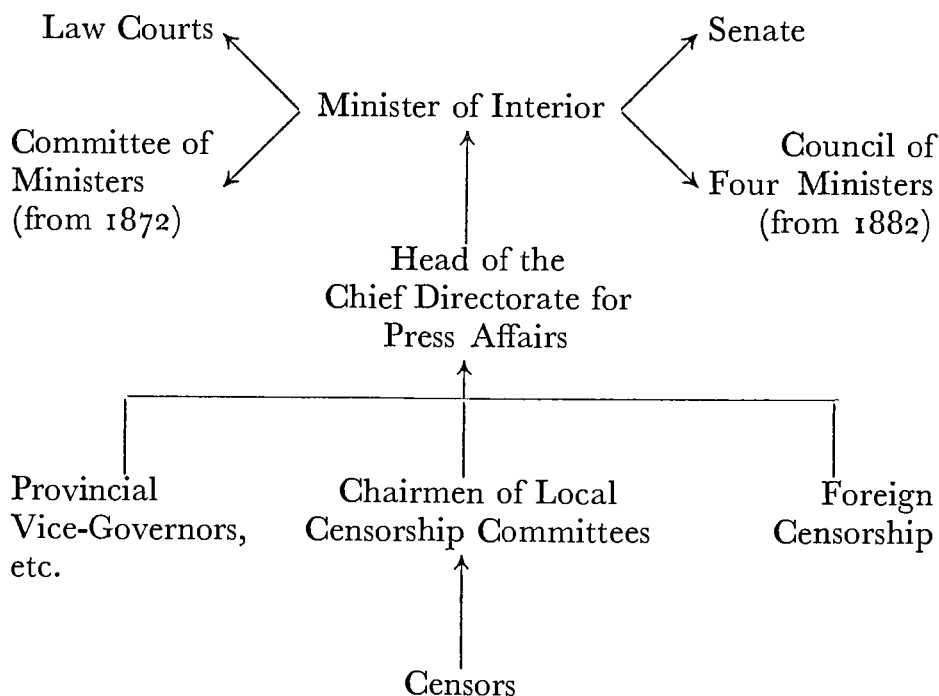 Law Courts
Senate
Minister of Interior
Committee of
Ministers
(from 1872)
Council of
Four Ministers
(from 1882)
Head of the
Chief Directorate for
Press Affairs
Provincial
Vice-Governors,
etc.
Chairmen of Local
Censorship Committees
Foreign
Censorship
Censors